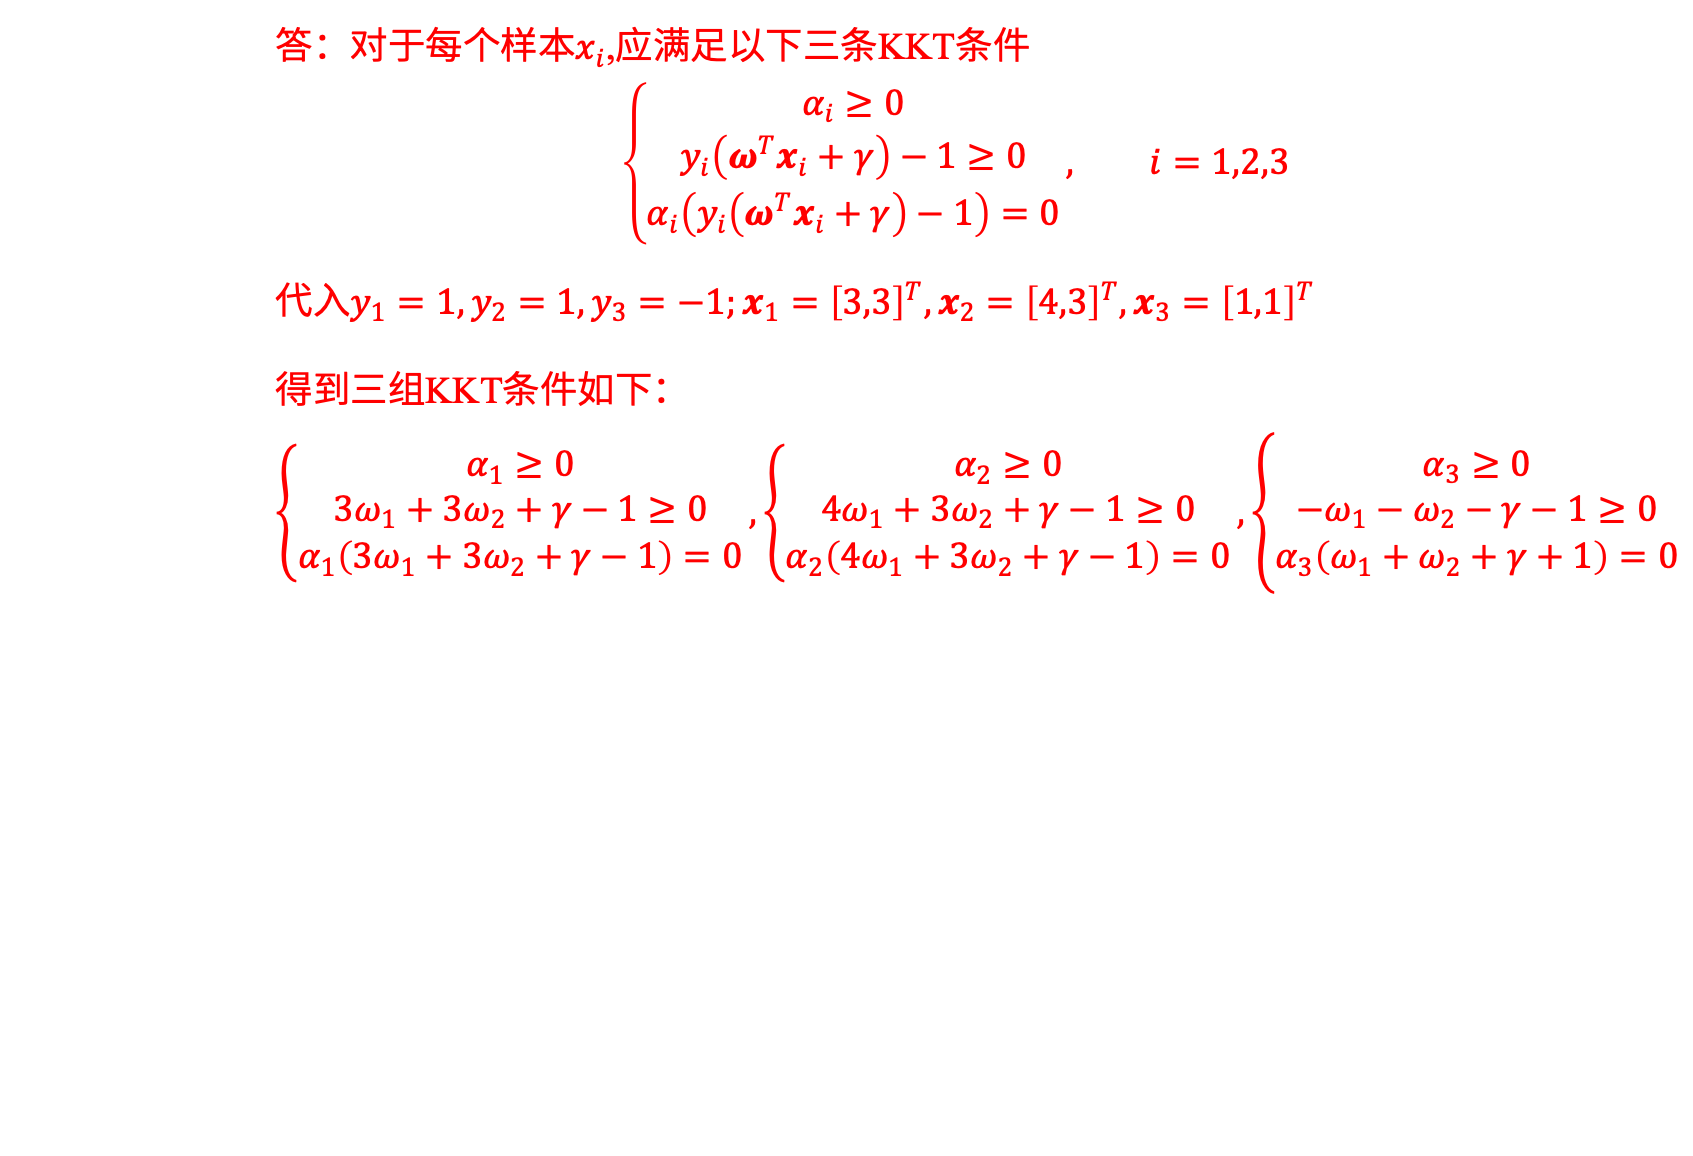 答：对于每个样本xᵢ,应满足以下三条KKT条件
αᵢ ≥ 0
yᵢ(ωᵀxᵢ + γ) − 1 ≥ 0 , i = 1,2,3
αᵢ(yᵢ(ωᵀxᵢ + γ) − 1) = 0
代入y₁ = 1, y₂ = 1, y₃ = −1; x₁ = [3,3]ᵀ, x₂ = [4,3]ᵀ, x₃ = [1,1]ᵀ
得到三组KKT条件如下：
α₁ ≥ 0
3ω₁ + 3ω₂ + γ − 1 ≥ 0 ,
α₁(3ω₁ + 3ω₂ + γ − 1) = 0
α₂ ≥ 0
4ω₁ + 3ω₂ + γ − 1 ≥ 0 ,
α₂(4ω₁ + 3ω₂ + γ − 1) = 0
α₃ ≥ 0
−ω₁ − ω₂ − γ − 1 ≥ 0
α₃(ω₁ + ω₂ + γ + 1) = 0